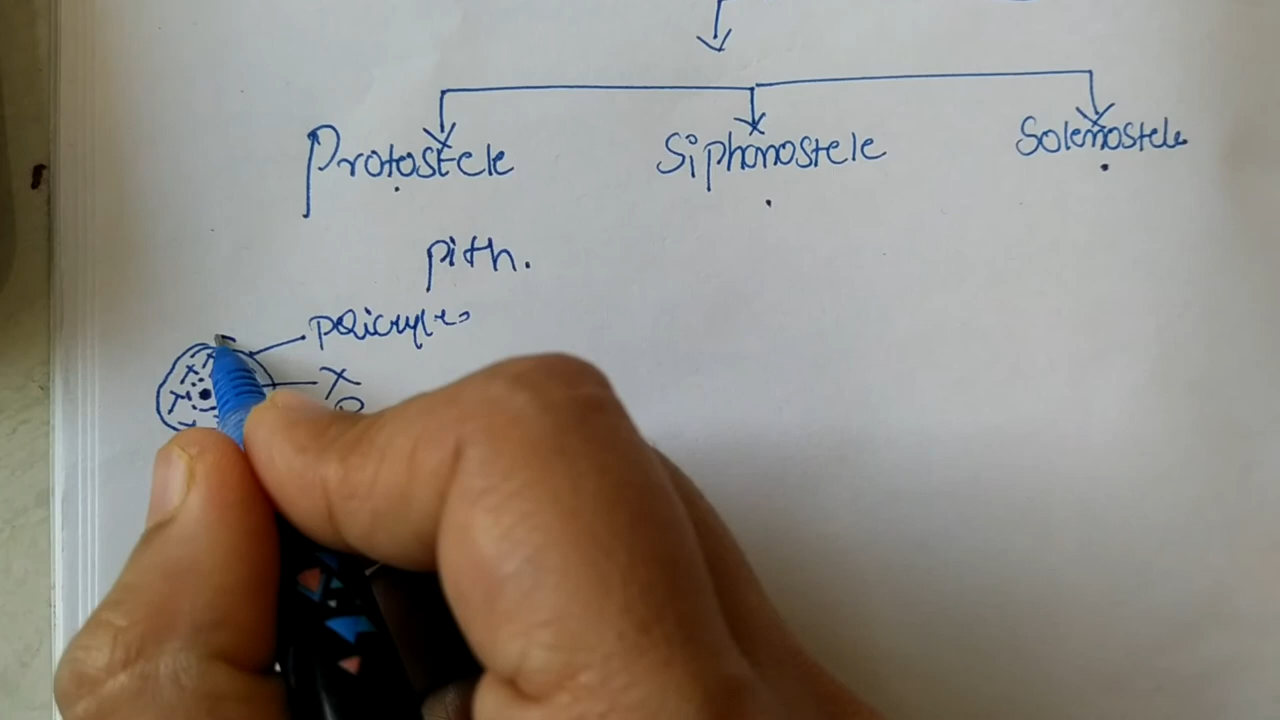 Protostele Siphonostele Solenostele
pith.
pericycle
X
P